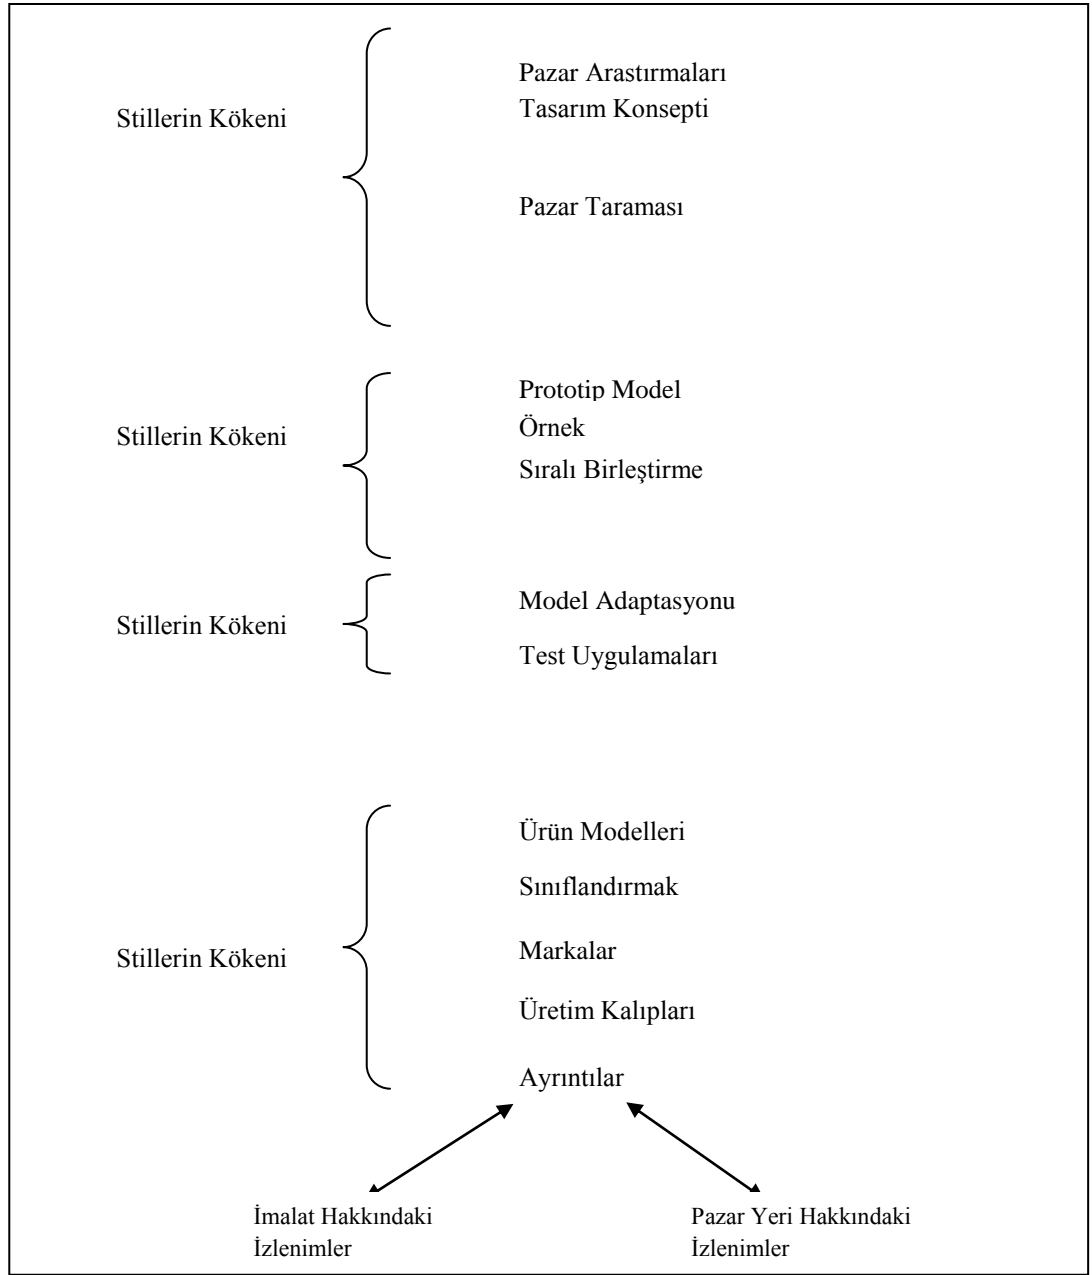 Pazar Arastırmaları
Stillerin Kökeni
Tasarım Konsepti
Pazar Taraması
Prototip Model
Stillerin Kökeni
Örnek
Sıralı Birleştirme
Model Adaptasyonu
Stillerin Kökeni
Test Uygulamaları
Ürün Modelleri
Sınıflandırmak
Stillerin Kökeni
Markalar
Üretim Kalıpları
Ayrıntılar
İmalat Hakkındaki
İzlenimler
Pazar Yeri Hakkındaki
İzlenimler